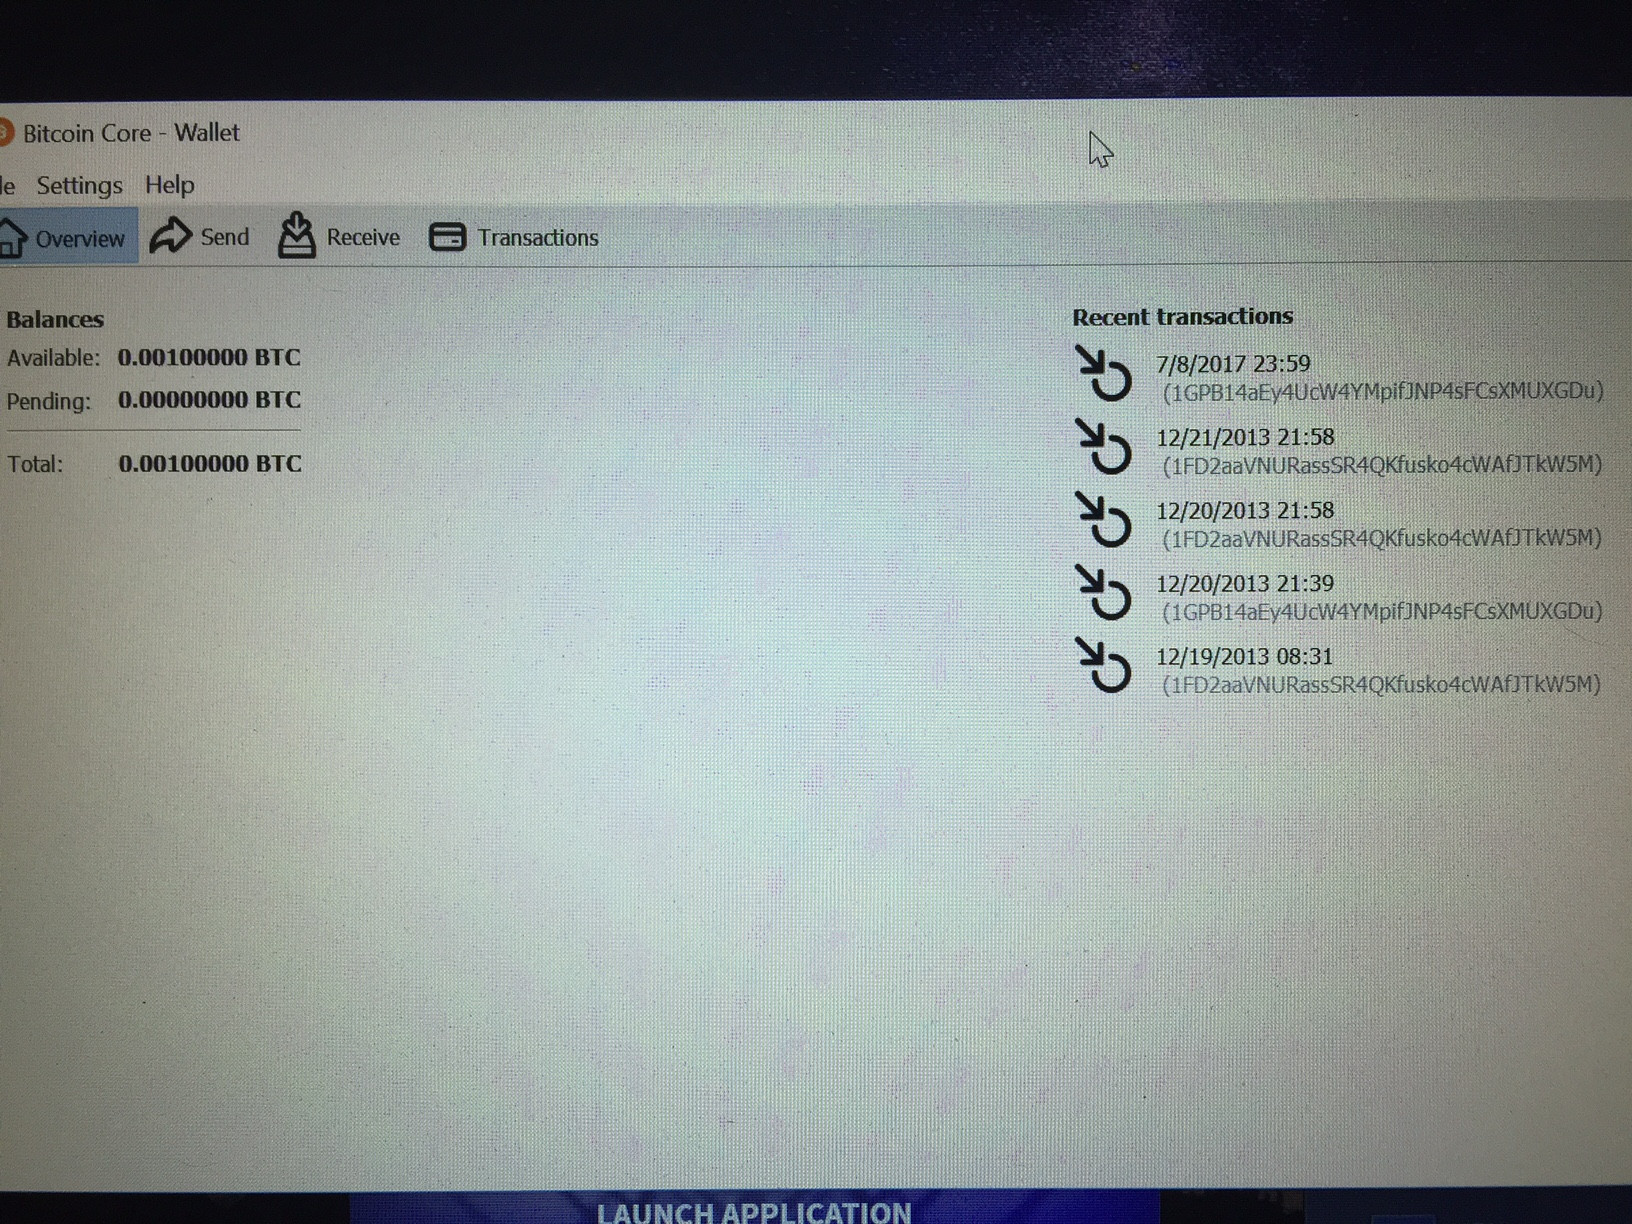 Bitcoin Core - Wallet
le Settings Help
Overview Send Receive Transactions
Balances
Available: 0.00100000 BTC
Pending: 0.00000000 BTC
Total: 0.00100000 BTC
Recent transactions
7/8/2017 23:59
(1GPB14aEy4UcW4YMpifJNP4sFCsXMUXGDu)
12/21/2013 21:58
(1FD2aaVNURassSR4QKfusko4cWAfJTkW5M)
12/20/2013 21:58
(1FD2aaVNURassSR4QKfusko4cWAfJTkW5M)
12/20/2013 21:39
(1GPB14aEy4UcW4YMpifJNP4sFCsXMUXGDu)
12/19/2013 08:31
(1FD2aaVNURassSR4QKfusko4cWAfJTkW5M)
LAUNCH APPLICATION